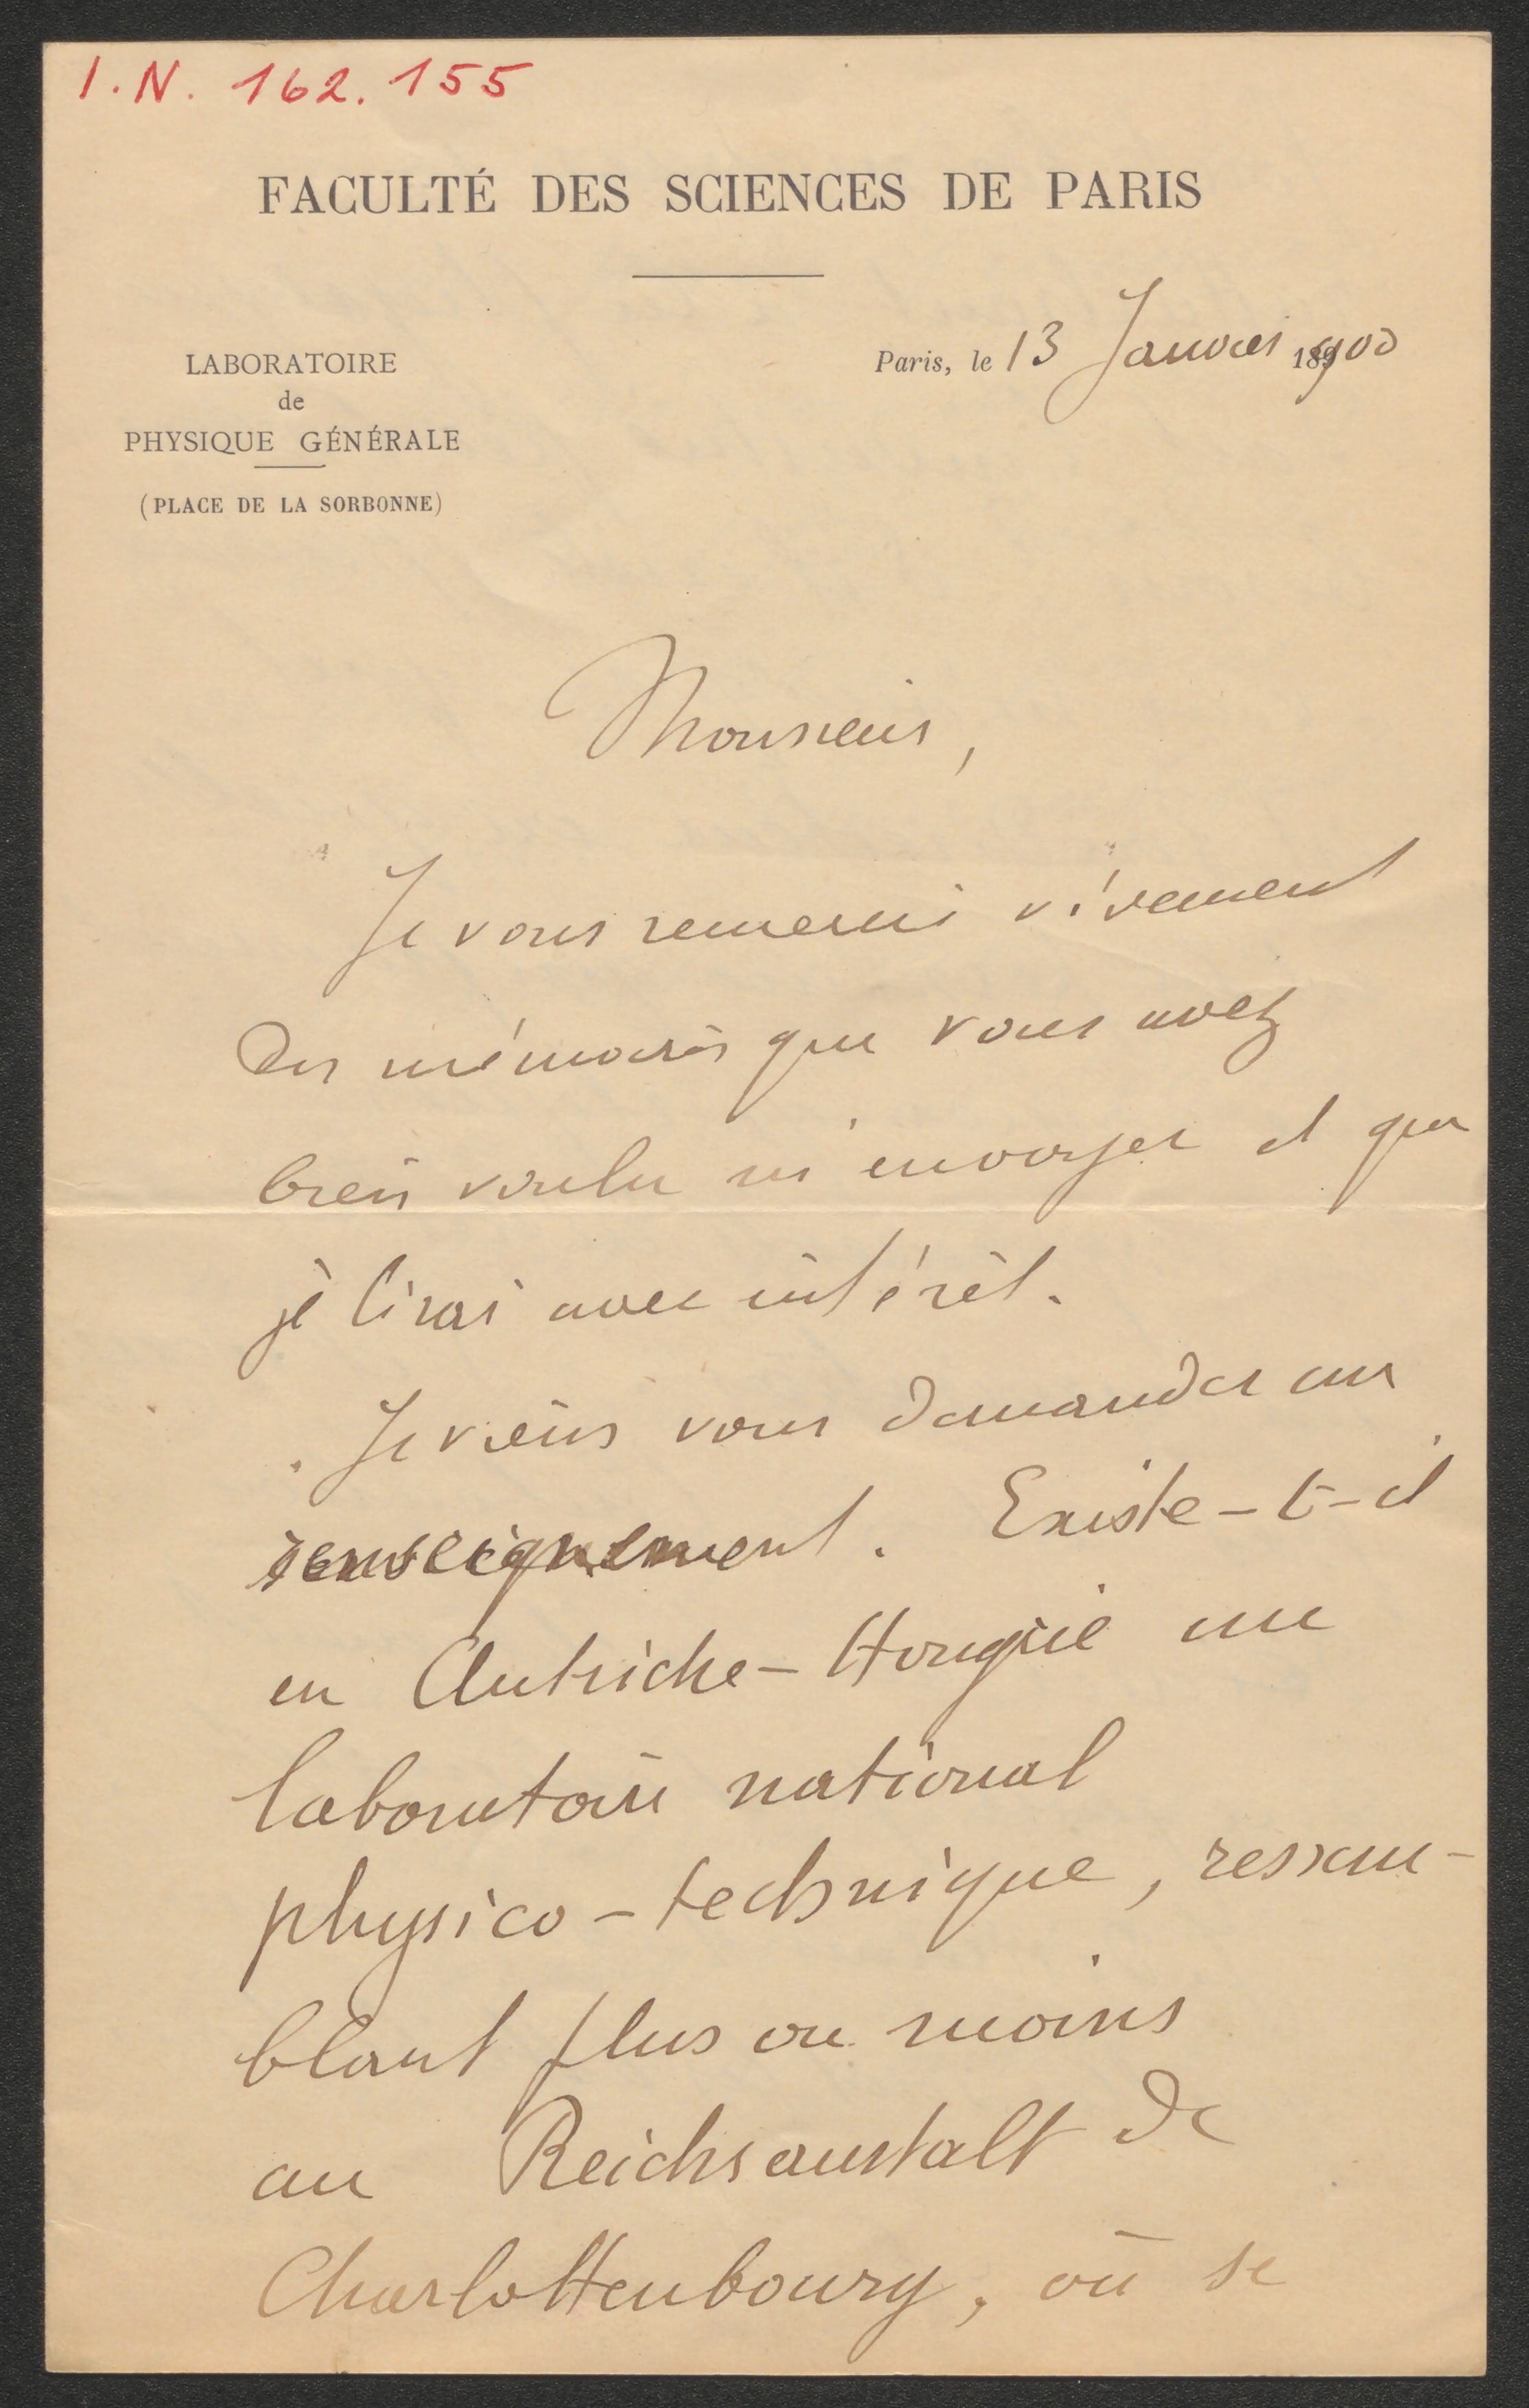 I.N. 162.155
FACULTÉ DES SCIENCES DE PARIS
LABORATOIRE
de
PHYSIQUE GÉNÉRALE
(PLACE DE LA SORBONNE)
Paris, le 13 Janvier 1900
Monsieur,
Je vous remercie vivement
des mémoires que vous avez
bien voulu m'envoyer et que
je lirai avec intérêt.
Je viens vous demander un
renseignement. Existe-t-il
en Autriche-Hongrie un
laboratoire national
physico-technique, ressem-
blant plus ou moins
au Reichsanstalt de
Charlottenbourg, où se